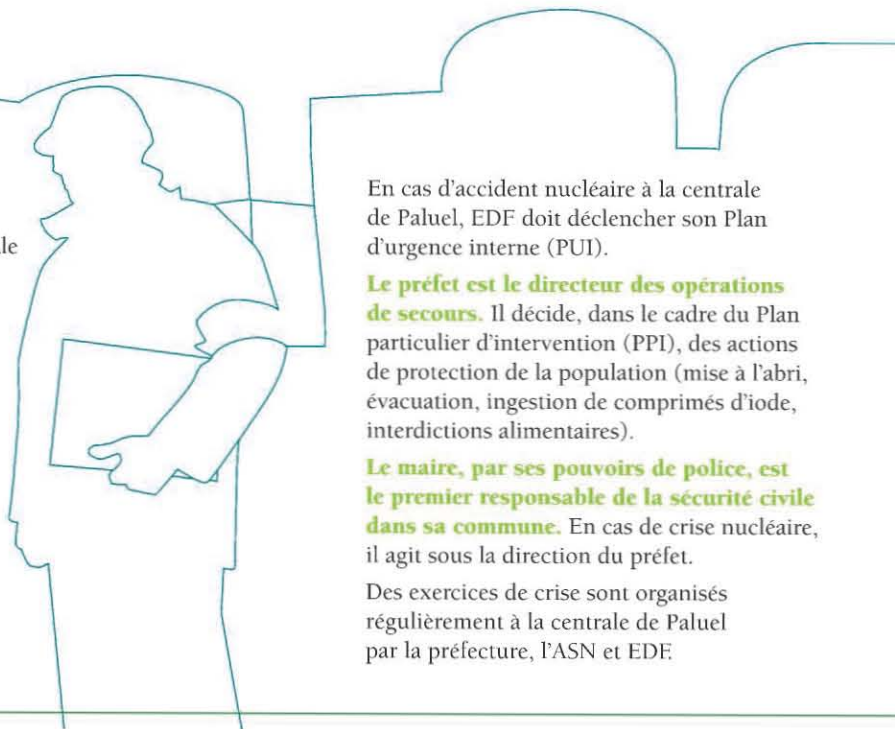 le
En cas d'accident nucléaire à la centrale
de Paluel, EDF doit déclencher son Plan
d'urgence interne (PUI).
Le préfet est le directeur des opérations
de secours. Il décide, dans le cadre du Plan
particulier d'intervention (PPI), des actions
de protection de la population (mise à l'abri,
évacuation, ingestion de comprimés d'iode,
interdictions alimentaires).
Le maire, par ses pouvoirs de police, est
le premier responsable de la sécurité civile
dans sa commune. En cas de crise nucléaire,
il agit sous la direction du préfet.
Des exercices de crise sont organisés
régulièrement à la centrale de Paluel
par la préfecture, l'ASN et EDF.